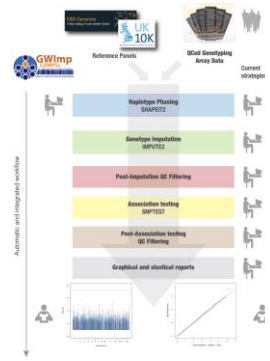 1000 Genomes
UK
10K
GWImp
COMPSs
Reference Panels
QCed Genotyping
Array Data
Current
strategies
Automatic and integrated workflow
Haplotype Phasing
SHAPEIT2
Genotype Imputation
IMPUTE2
Post-Imputation QC Filtering
Association testing
SNPTEST
Post-Association testing
QC Filtering
Graphical and stastical reports